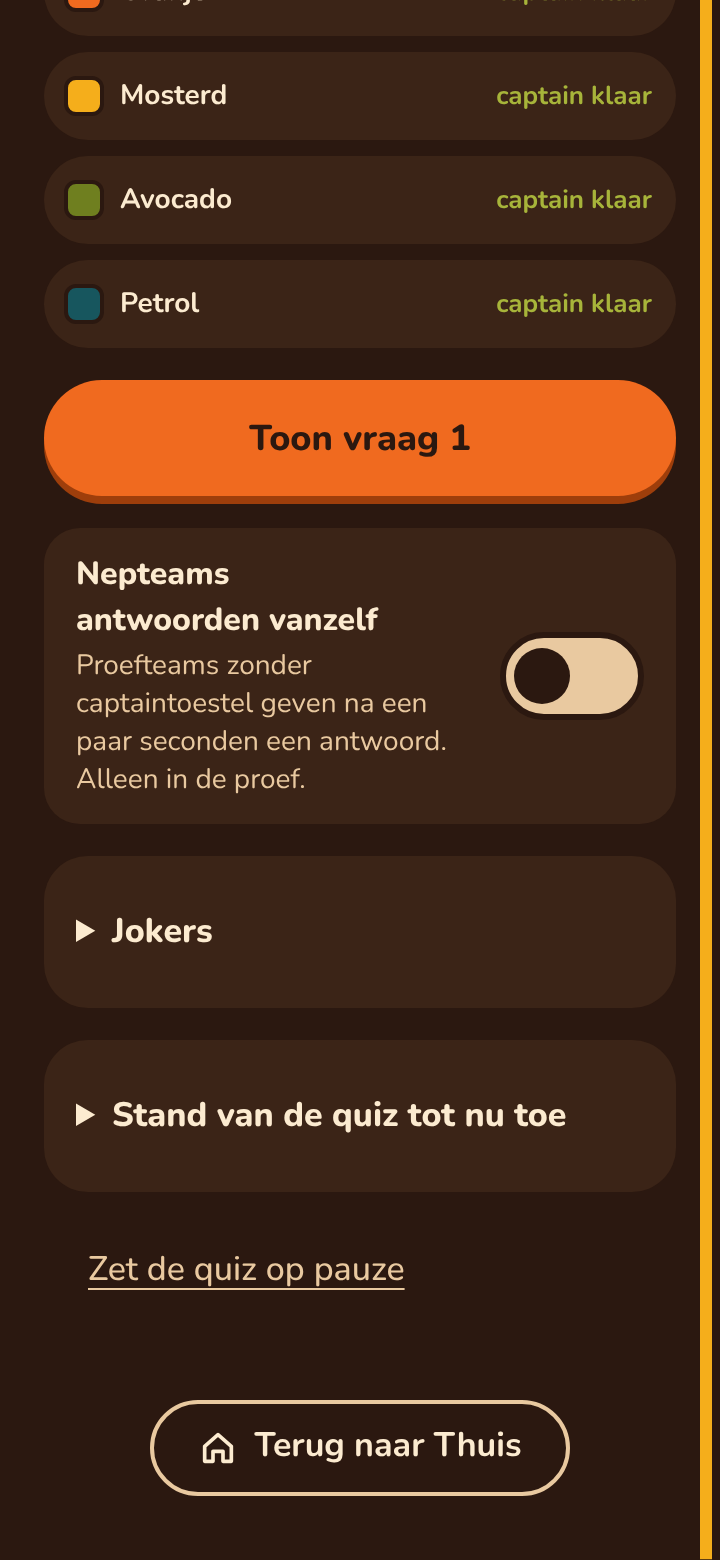 Mosterd captain klaar
Avocado captain klaar
Petrol captain klaar
Toon vraag 1
Nepteams
antwoorden vanzelf
Proefteams zonder
captaintoestel geven na een
paar seconden een antwoord.
Alleen in de proef.
Jokers
Stand van de quiz tot nu toe
Zet de quiz op pauze
Terug naar Thuis